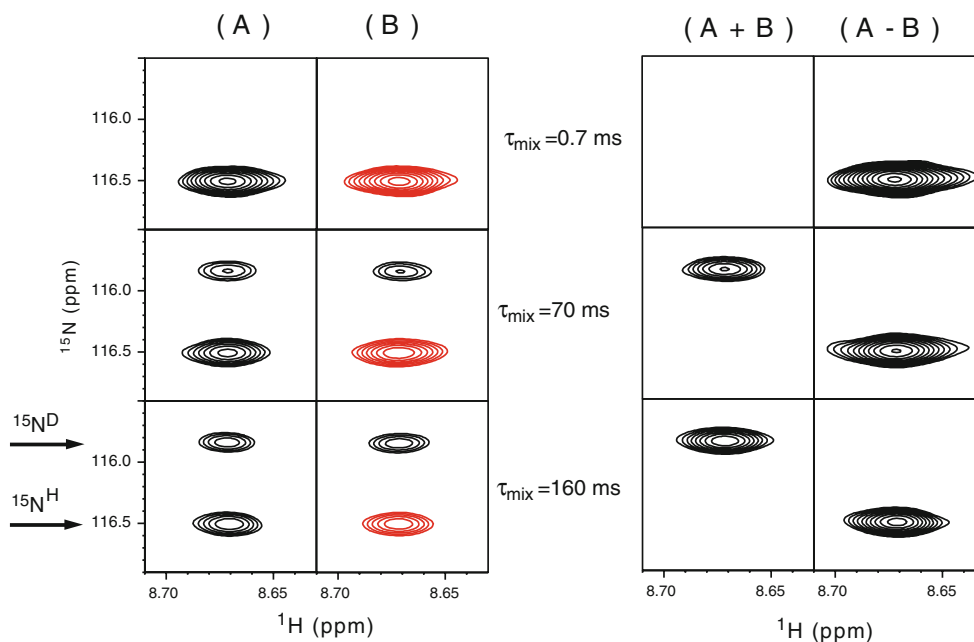 ( A ) ( B ) ( A + B ) ( A - B )
116.0
116.5
τmix =0.7 ms
116.0
116.5
τmix =70 ms
116.0
116.5
τmix =160 ms
15N (ppm)
15ND
15NH
8.70 8.65 8.70 8.65 8.70 8.65 8.70 8.65
1H (ppm) 1H (ppm)